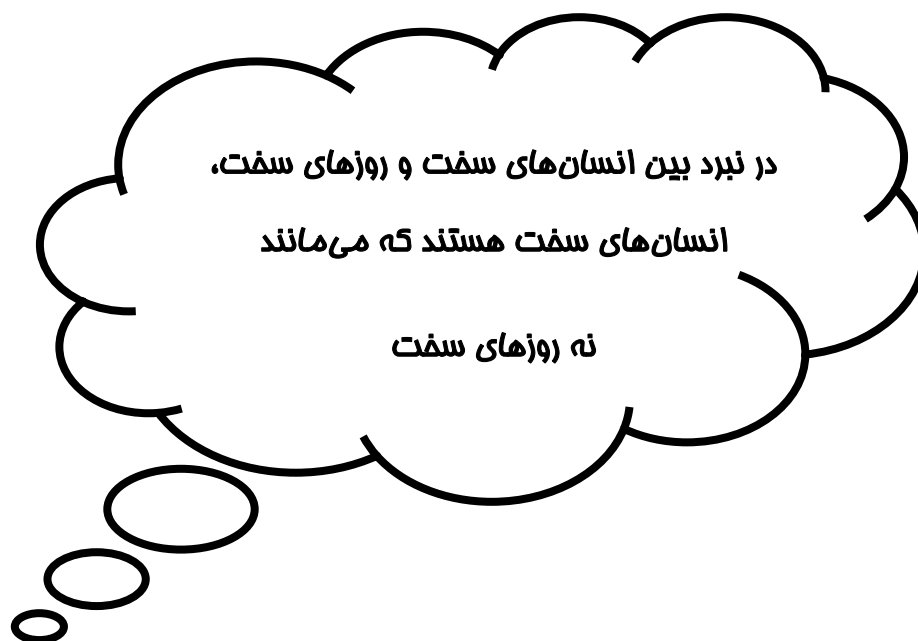 در نبرد بین انسان‌های سخت و روزهای سخت،
انسان‌های سخت هستند که می‌مانند
نه روزهای سخت